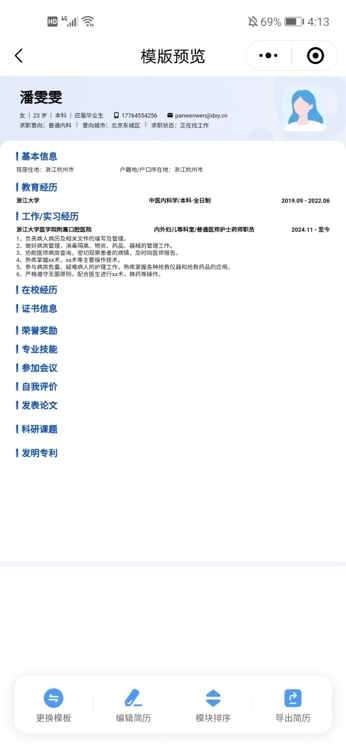 HD 4G 69% 4:13
模版预览
潘雯雯
女 | 23 岁 | 本科 | 应届毕业生 17764554256 panwenwen@dxy.cn
求职意向：普通内科 | 意向城市：北京东城区 | 求职状态：正在找工作
基本信息
现居住地：浙江杭州市 户籍地/户口所在地：浙江杭州市
教育经历
浙江大学 中医内科学/本科·全日制 2019.09 - 2022.06
工作/实习经历
浙江大学医学院附属口腔医院 内外妇儿等科室/普通医师护士药师职员 2024.11 - 至今
1、负责病人病历及相关文件的填写及管理。
2、做好病房管理，消毒隔离、物资、药品、器械的管理工作。
3、协助医师病房查询，密切观察患者的病情，及时向医师报告。
4、熟练掌握xx术，xx术等主要操作技术。
5、参与病房危重、疑难病人的护理工作，熟练掌握各种抢救仪器和抢救药品的应用。
6、严格遵守无菌原则，配合医生进行xx术，换药等操作。
在校经历
证书信息
荣誉奖励
专业技能
参加会议
自我评价
发表论文
科研课题
发明专利
更换模板 编辑简历 模块排序 导出简历